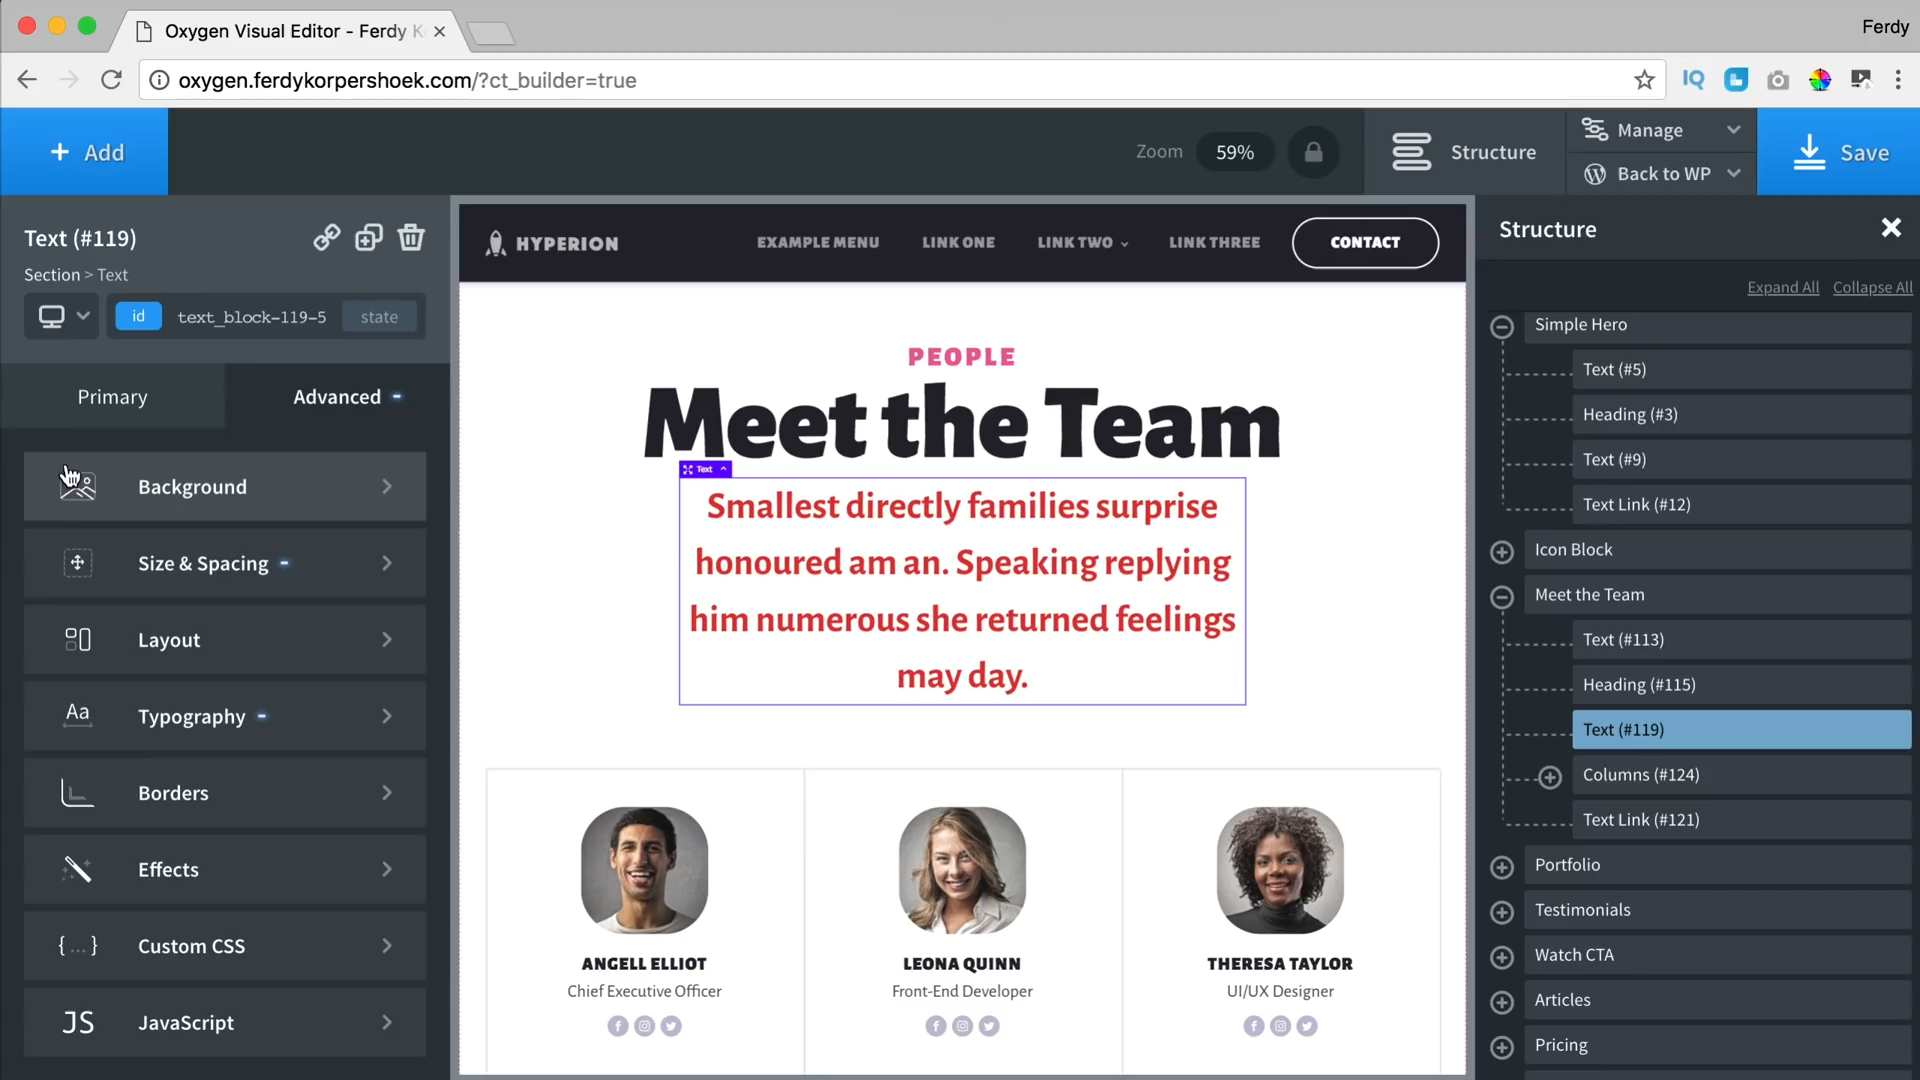 Oxygen Visual Editor - Ferdy K
Ferdy
oxygen.ferdykorpershoek.com/?ct_builder=true
IQ
+ Add
Zoom 59%
Structure
Manage
Back to WP
Save
Text (#119)
Section > Text
id text_block-119-5 state
Primary
Advanced
Background
Size & Spacing
Layout
Aa Typography
Borders
Effects
{...} Custom CSS
JS JavaScript
HYPERION
EXAMPLE MENU
LINK ONE
LINK TWO
LINK THREE
CONTACT
PEOPLE
Meet the Team
Text
Smallest directly families surprise
honoured am an. Speaking replying
him numerous she returned feelings
may day.
ANGELL ELLIOT
Chief Executive Officer
LEONA QUINN
Front-End Developer
THERESA TAYLOR
UI/UX Designer
Structure
Expand All Collapse All
Simple Hero
Text (#5)
Heading (#3)
Text (#9)
Text Link (#12)
Icon Block
Meet the Team
Text (#113)
Heading (#115)
Text (#119)
Columns (#124)
Text Link (#121)
Portfolio
Testimonials
Watch CTA
Articles
Pricing